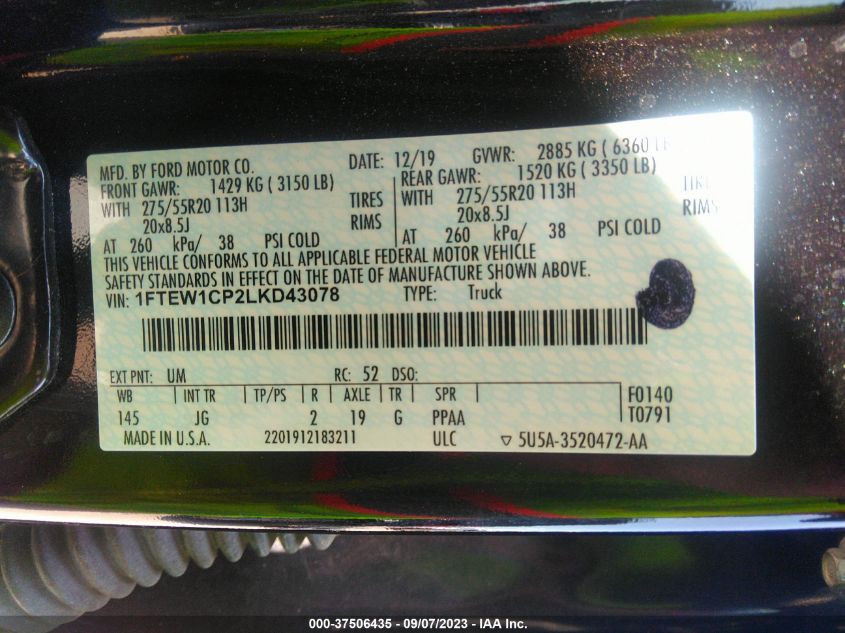 MFD. BY FORD MOTOR CO. DATE: 12/19 GVWR: 2885 KG ( 6360 LB
FRONT GAWR: 1429 KG ( 3150 LB) REAR GAWR: 1520 KG ( 3350 LB)
WITH 275/55R20 113H TIRES WITH 275/55R20 113H TIRES
20x8.5J RIMS 20x8.5J RIMS
AT 260 kPa/ 38 PSI COLD AT 260 kPa/ 38 PSI COLD
THIS VEHICLE CONFORMS TO ALL APPLICABLE FEDERAL MOTOR VEHICLE
SAFETY STANDARDS IN EFFECT ON THE DATE OF MANUFACTURE SHOWN ABOVE.
VIN: 1FTEW1CP2LKD43078 TYPE: Truck
EXT PNT: UM RC: 52 DSO:
WB INT TR TP/PS R AXLE TR SPR F0140
145 JG 2 19 G PPAA T0791
MADE IN U.S.A. 2201912183211 ULC ▽ 5U5A-3520472-AA
000-37506435 - 09/07/2023 - IAA Inc.